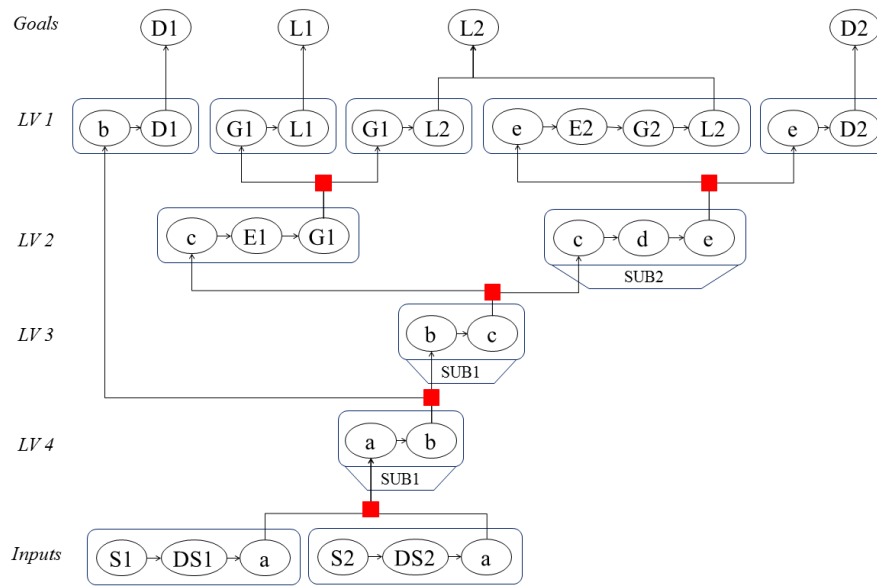 Goals D1 L1 L2 D2
LV 1 b D1 G1 L1 G1 L2 e E2 G2 L2 e D2
LV 2 c E1 G1 c d e
SUB2
LV 3 b c
SUB1
LV 4 a b
SUB1
Inputs S1 DS1 a S2 DS2 a